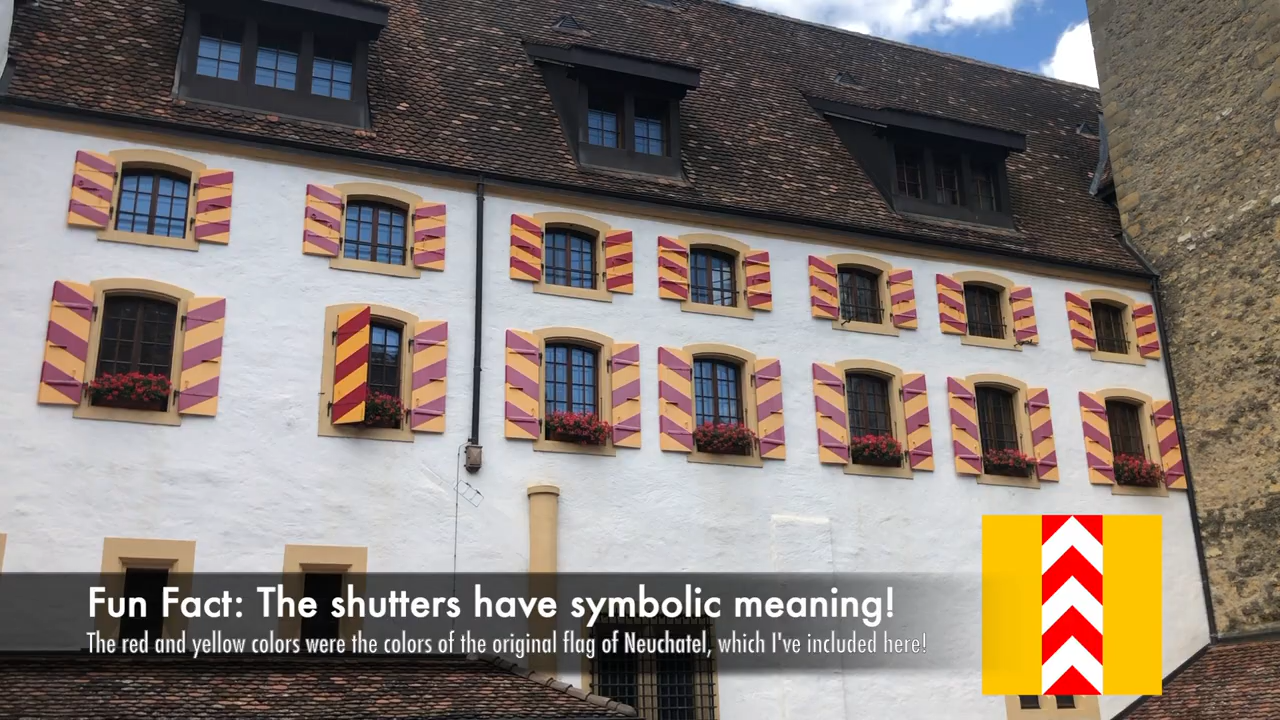 Fun Fact: The shutters have symbolic meaning!
The red and yellow colors were the colors of the original flag of Neuchatel, which I've included here!